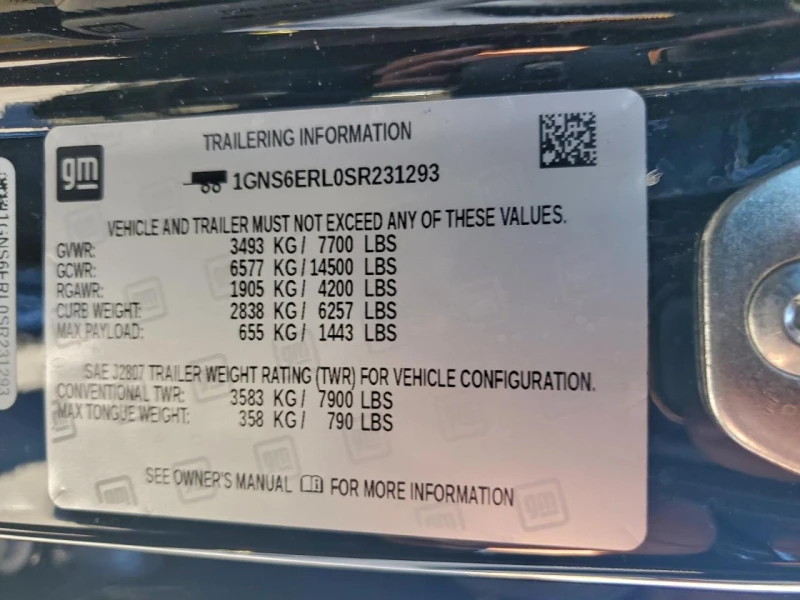 TRAILERING INFORMATION
gm
1GNS6ERL0SR231293
VEHICLE AND TRAILER MUST NOT EXCEED ANY OF THESE VALUES.
GVWR: 3493 KG/ 7700 LBS
GCWR: 6577 KG/14500 LBS
RGAWR: 1905 KG/ 4200 LBS
CURB WEIGHT: 2838 KG/ 6257 LBS
MAX PAYLOAD: 655 KG/ 1443 LBS
SAE J2807 TRAILER WEIGHT RATING (TWR) FOR VEHICLE CONFIGURATION.
CONVENTIONAL TWR: 3583 KG/ 7900 LBS
MAX TONGUE WEIGHT: 358 KG/ 790 LBS
SEE OWNER'S MANUAL FOR MORE INFORMATION
gm
gm
1GNS6ERL0SR231293